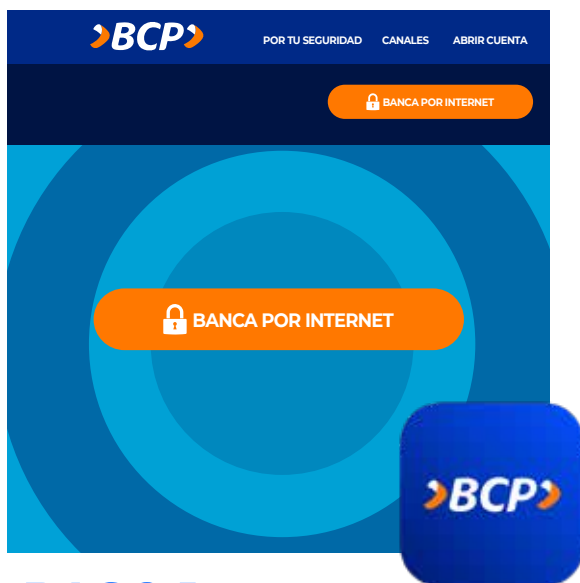 BCP POR TU SEGURIDAD CANALES ABRIR CUENTA
BANCA POR INTERNET
BANCA POR INTERNET
BCP